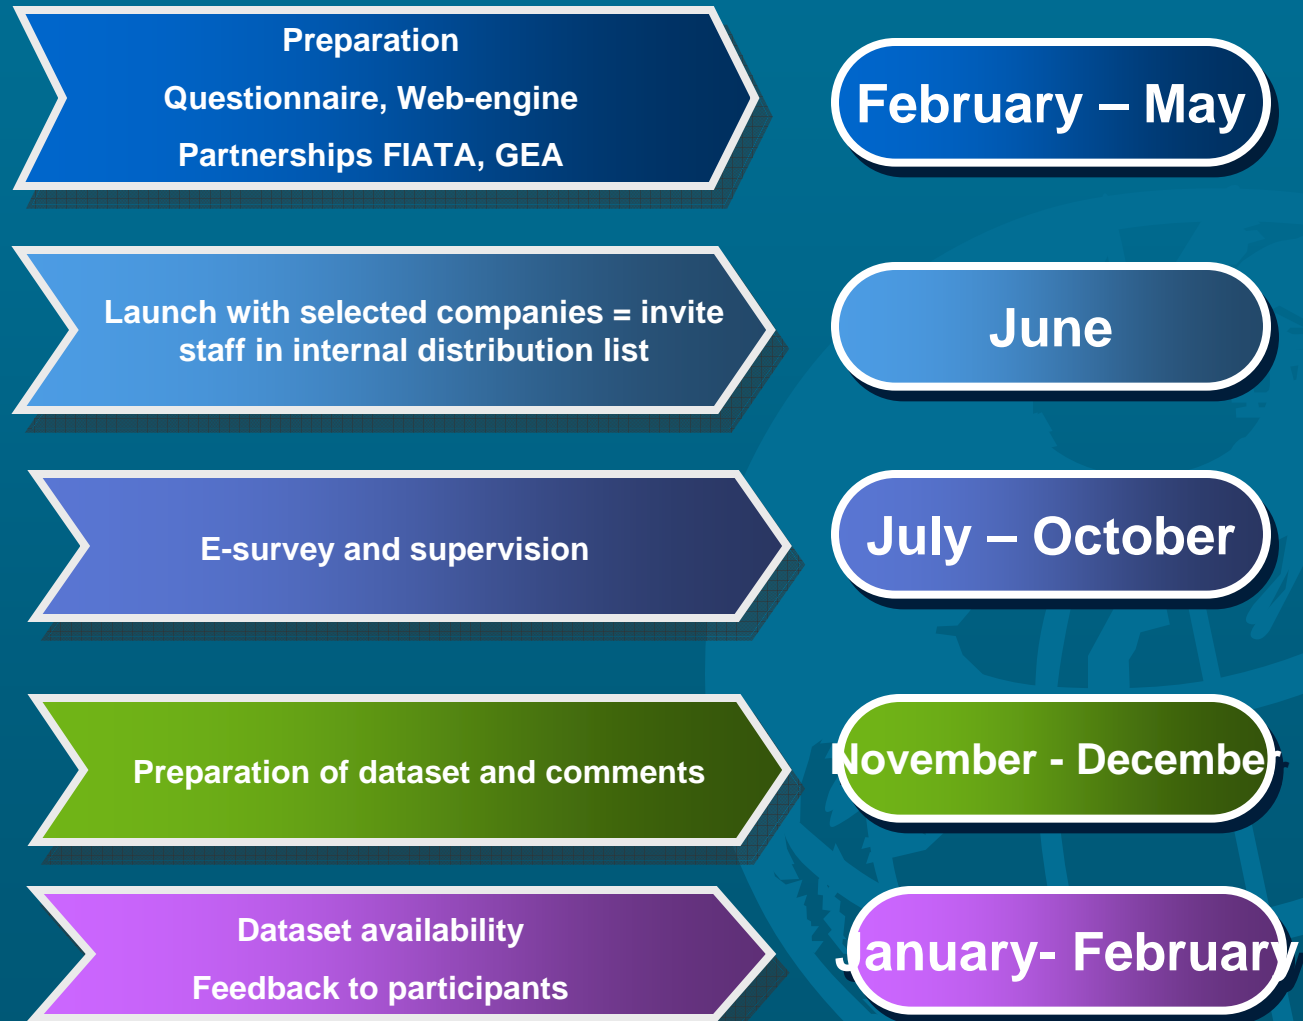 Preparation
Questionnaire, Web-engine
Partnerships FIATA, GEA
February – May
Launch with selected companies = invite
staff in internal distribution list
June
E-survey and supervision
July – October
Preparation of dataset and comments
November - December
Dataset availability
Feedback to participants
January- February